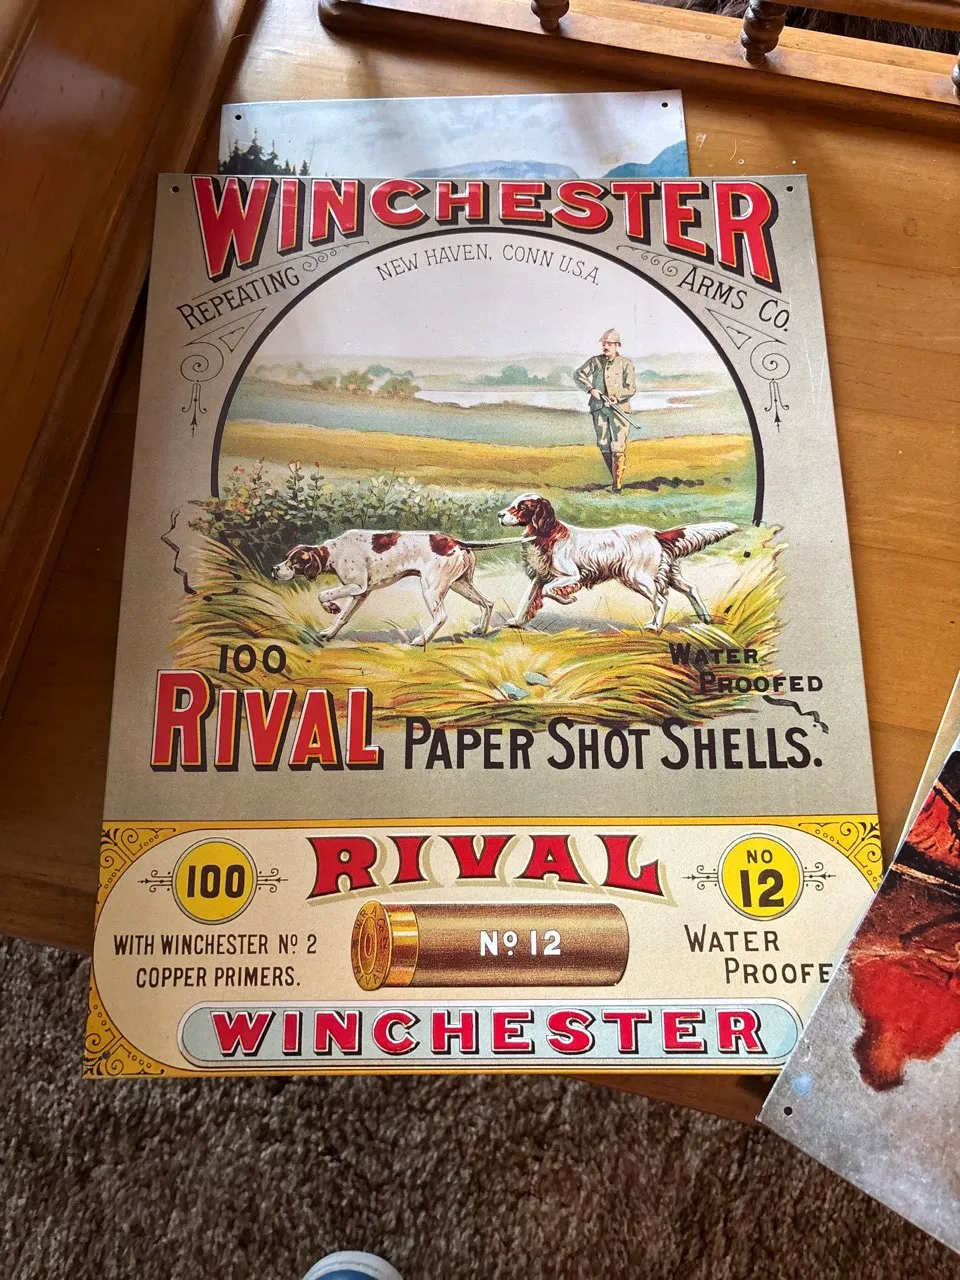 WINCHESTER
REPEATING ARMS CO.
NEW HAVEN, CONN U.S.A.
100
WATER
PROOFED
RIVAL PAPER SHOT SHELLS.
100
RIVAL
NO
12
WITH WINCHESTER Nº 2
COPPER PRIMERS.
Nº 12
WATER
PROOFE
WINCHESTER